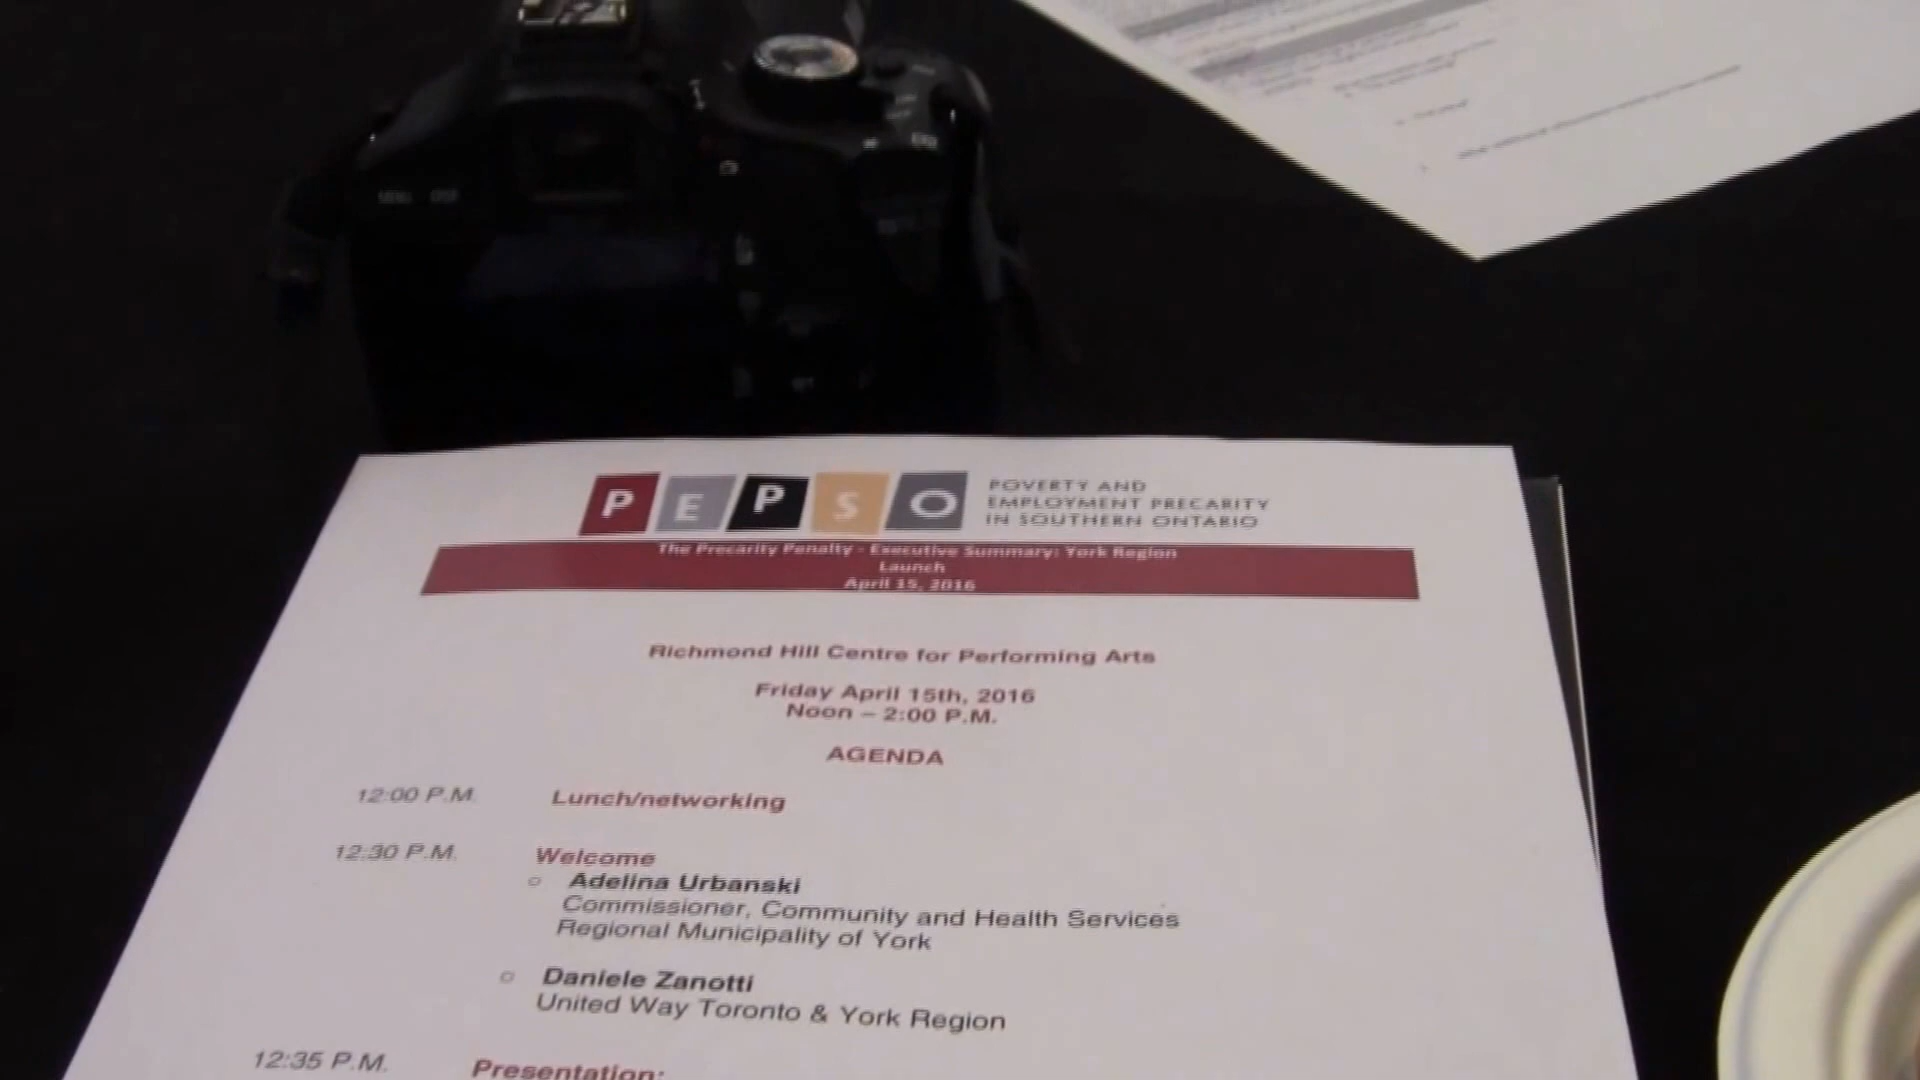 PEPSO
POVERTY AND
EMPLOYMENT PRECARITY
IN SOUTHERN ONTARIO
The Precarity Penalty - Executive Summary: York Region
Launch
April 15, 2016
Richmond Hill Centre for Performing Arts
Friday April 15th, 2016
Noon – 2:00 P.M.
AGENDA
12:00 P.M. Lunch/networking
12:30 P.M. Welcome
○ Adelina Urbanski
Commissioner, Community and Health Services
Regional Municipality of York
○ Daniele Zanotti
United Way Toronto & York Region
12:35 P.M. Presentation: